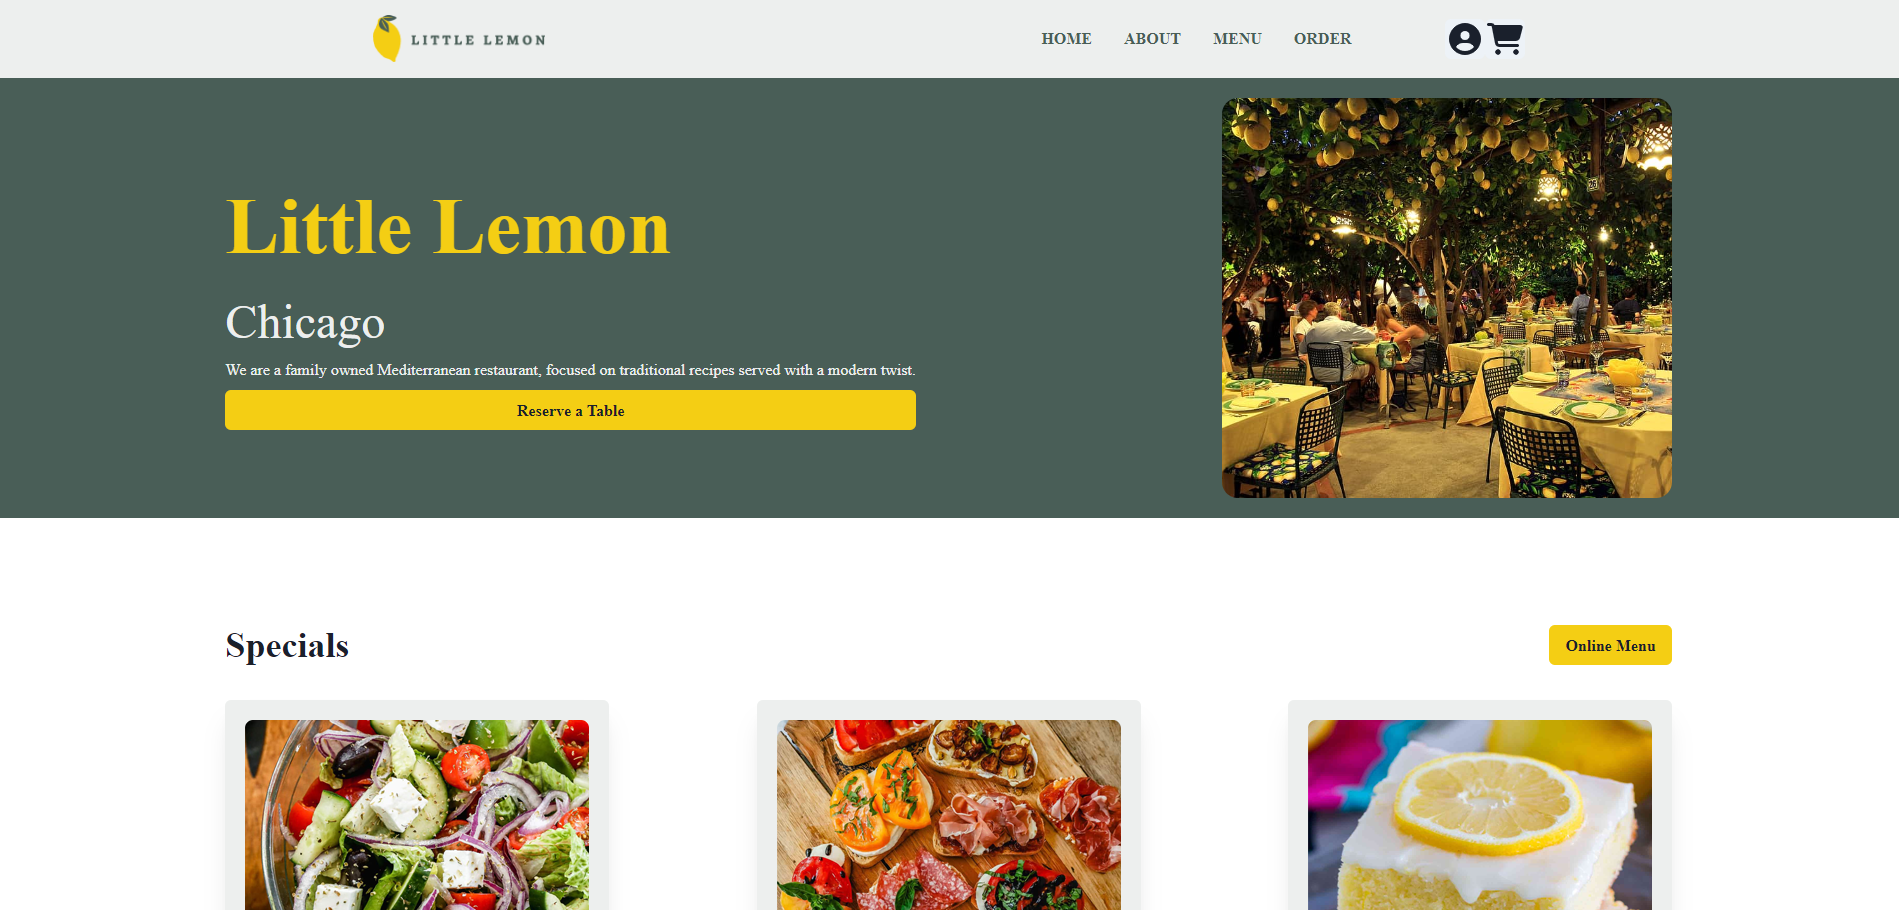 LITTLE LEMON
HOME ABOUT MENU ORDER
Little Lemon
Chicago
We are a family owned Mediterranean restaurant, focused on traditional recipes served with a modern twist.
Reserve a Table
Specials
Online Menu